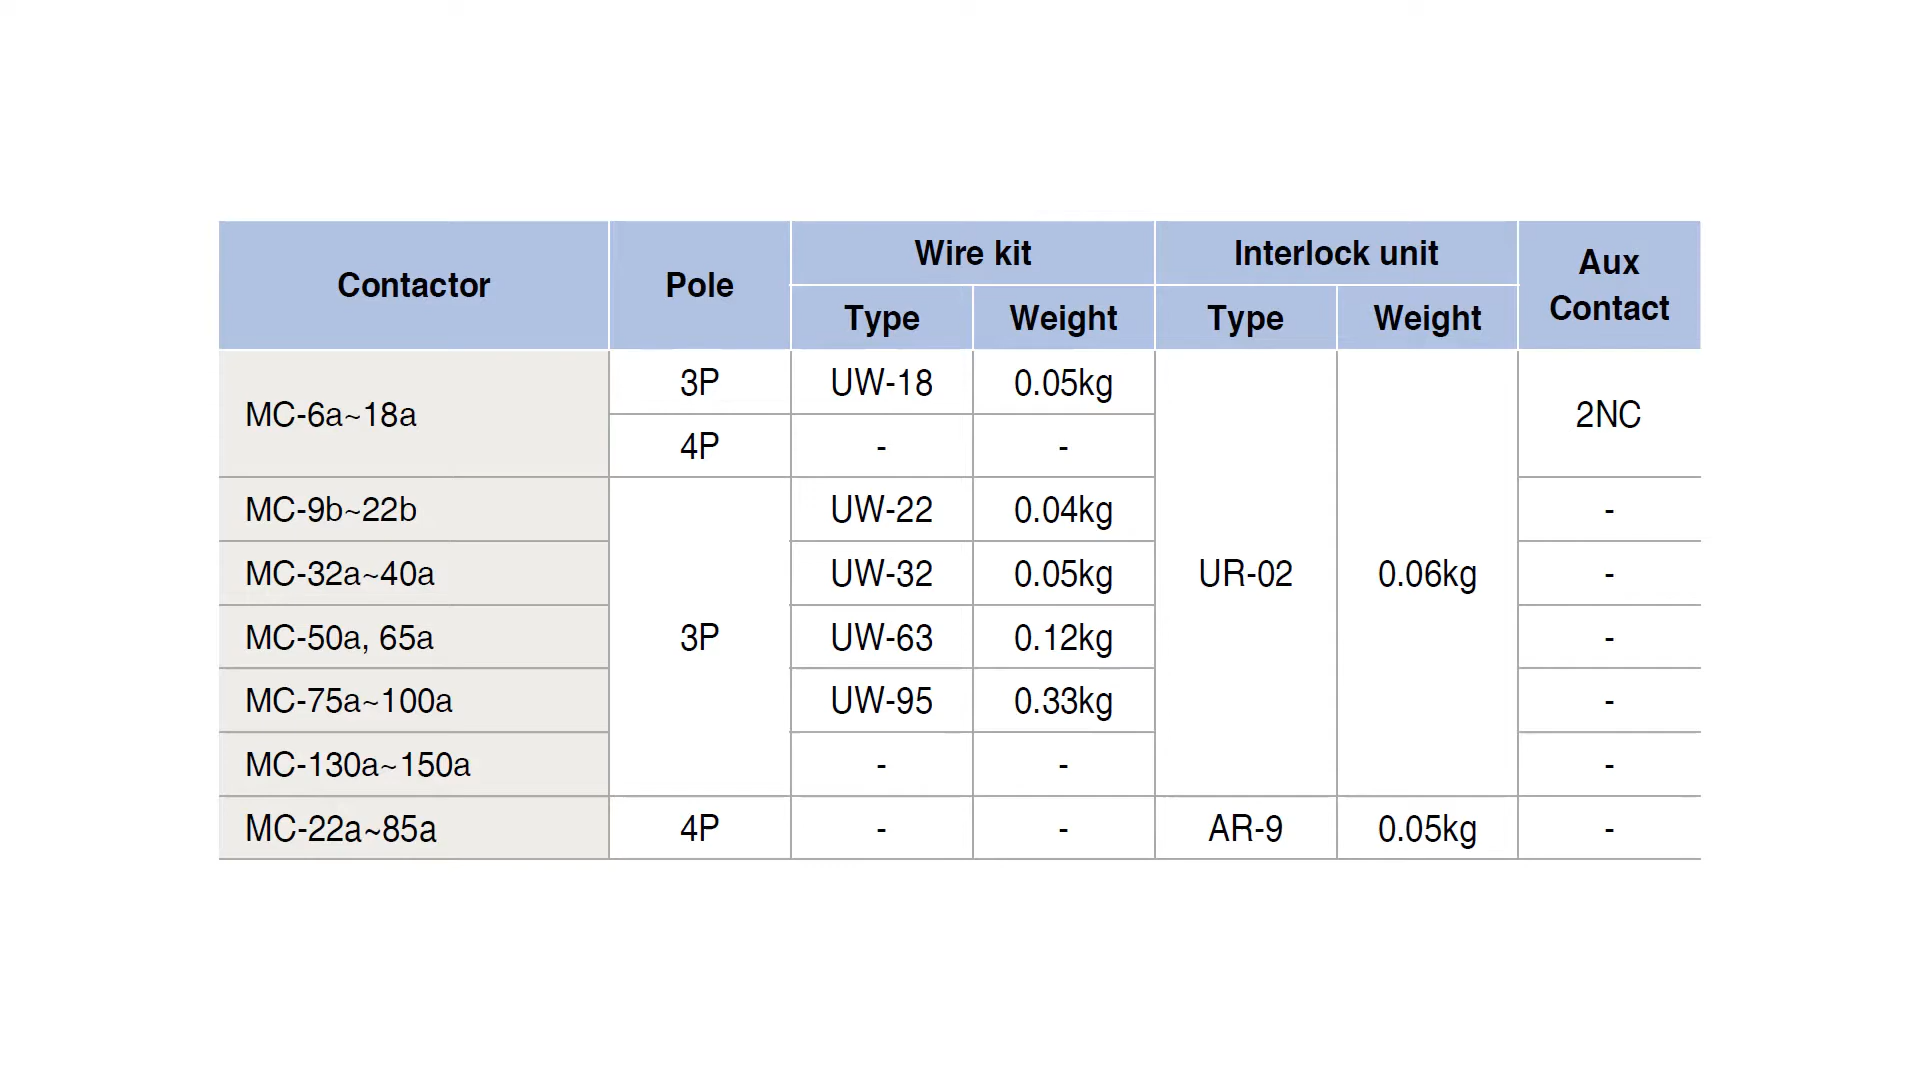 Contactor Pole Wire kit Interlock unit Aux Contact
Type Weight Type Weight
MC-6a~18a 3P UW-18 0.05kg UR-02 0.06kg 2NC
4P - -
MC-9b~22b 3P UW-22 0.04kg -
MC-32a~40a UW-32 0.05kg -
MC-50a, 65a UW-63 0.12kg -
MC-75a~100a UW-95 0.33kg -
MC-130a~150a - - -
MC-22a~85a 4P - - AR-9 0.05kg -